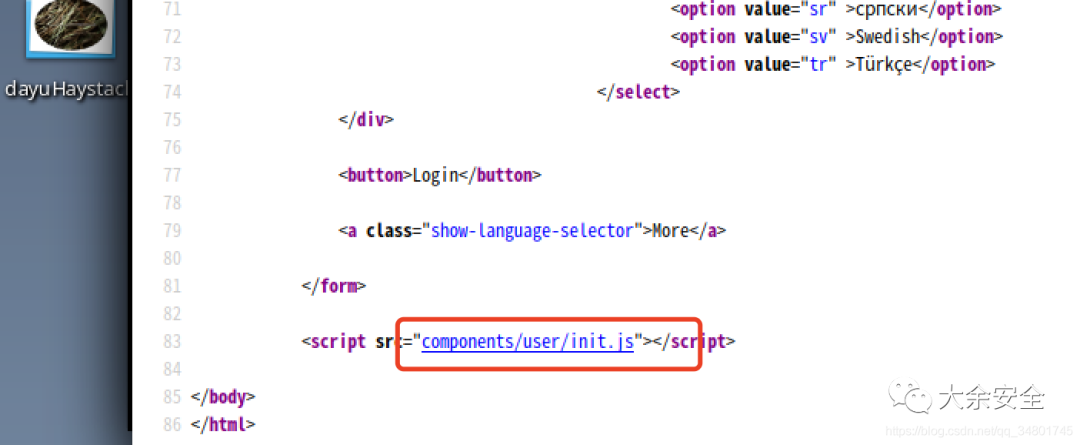 dayuHaystac
71 <option value="sr" >српски</option>
72 <option value="sv" >Swedish</option>
73 <option value="tr" >Türkçe</option>
74 </select>
75 </div>
76
77 <button>Login</button>
78
79 <a class="show-language-selector">More</a>
80
81 </form>
82
83 <script src="components/user/init.js"></script>
84
85 </body>
86 </html>
大余安全
https://blog.csdn.net/qq_34801745